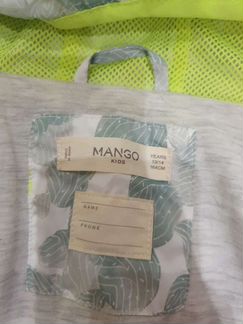 MANGO
KIDS
YEARS
13/14
164CM
NAME
PHONE